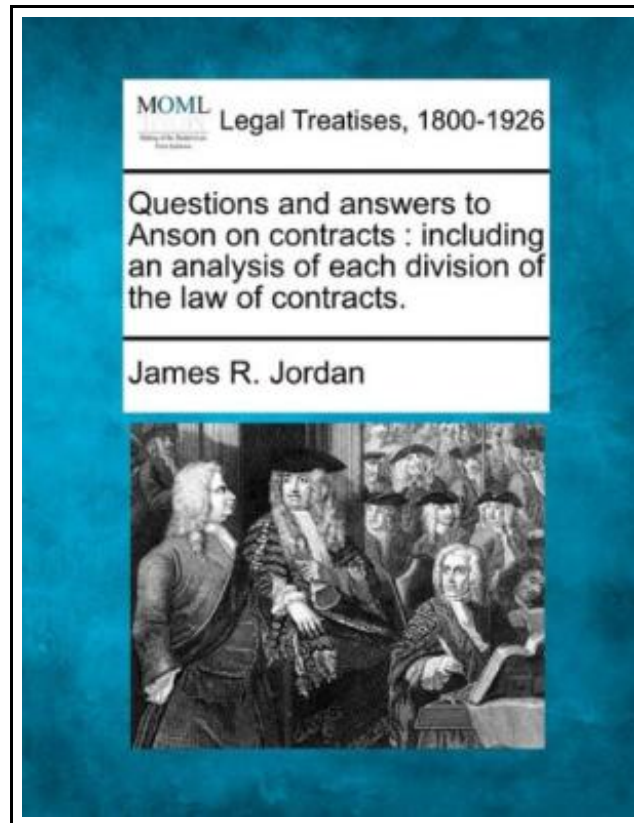 MOML
Legal Treatises, 1800-1926
Questions and answers to
Anson on contracts : including
an analysis of each division of
the law of contracts.
James R. Jordan